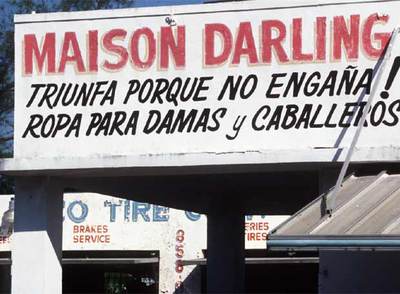 MAISON DARLING
TRIUNFA PORQUE NO ENGAÑA!
ROPA PARA DAMAS y CABALLEROS
TIRE
BRAKES
SERVICE